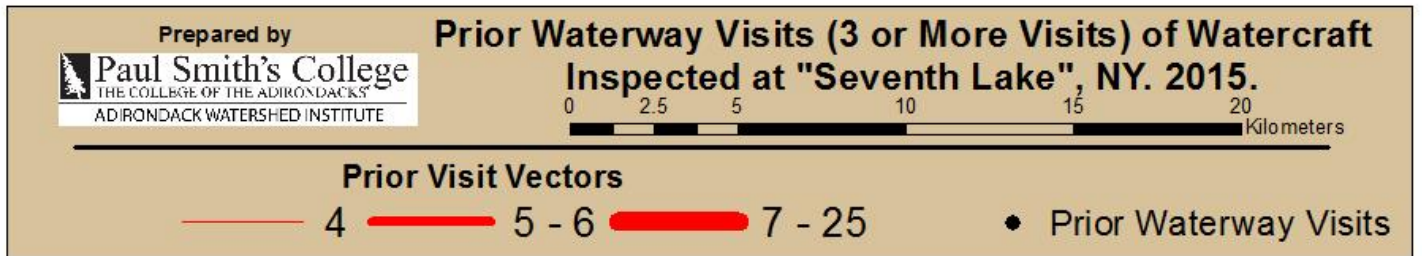 Prepared by
Paul Smith's College
THE COLLEGE OF THE ADIRONDACKS
ADIRONDACK WATERSHED INSTITUTE
Prior Waterway Visits (3 or More Visits) of Watercraft
Inspected at "Seventh Lake", NY. 2015.
0 2.5 5 10 15 20
Kilometers
Prior Visit Vectors
4 5 - 6 7 - 25 Prior Waterway Visits